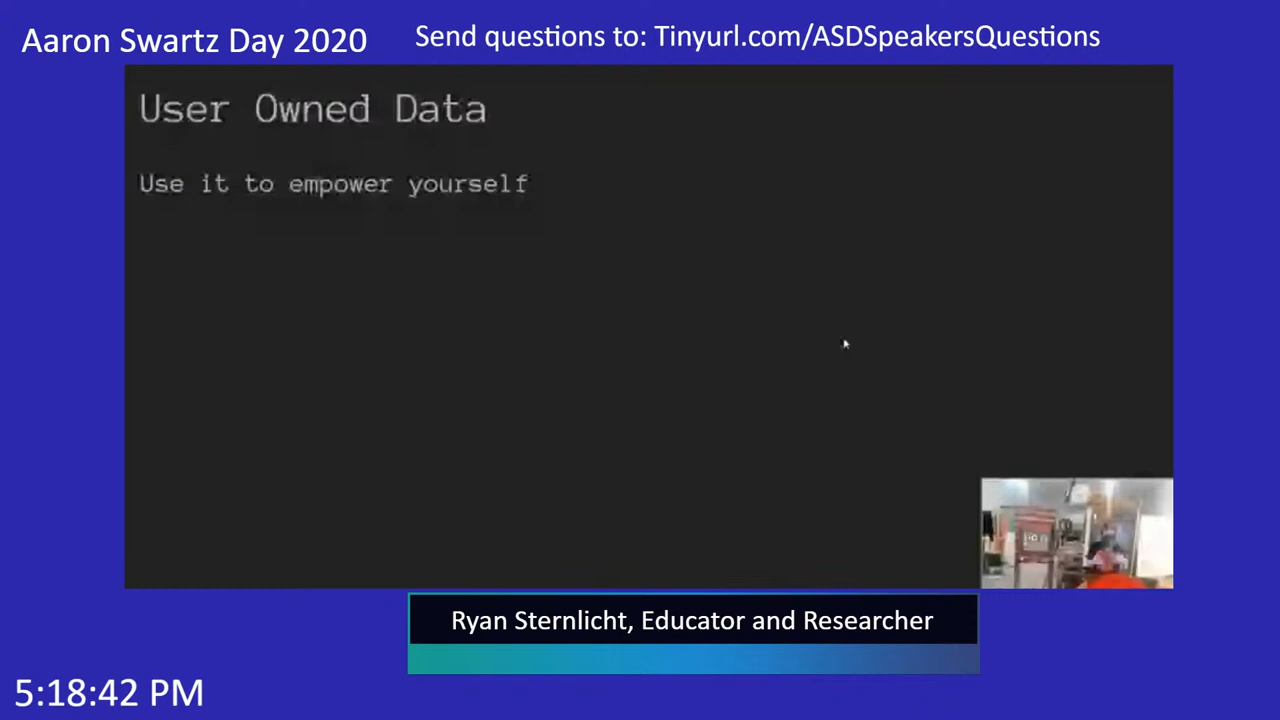 Aaron Swartz Day 2020
Send questions to: Tinyurl.com/ASDSpeakersQuestions
User Owned Data
Use it to empower yourself
Ryan Sternlicht, Educator and Researcher
5:18:42 PM